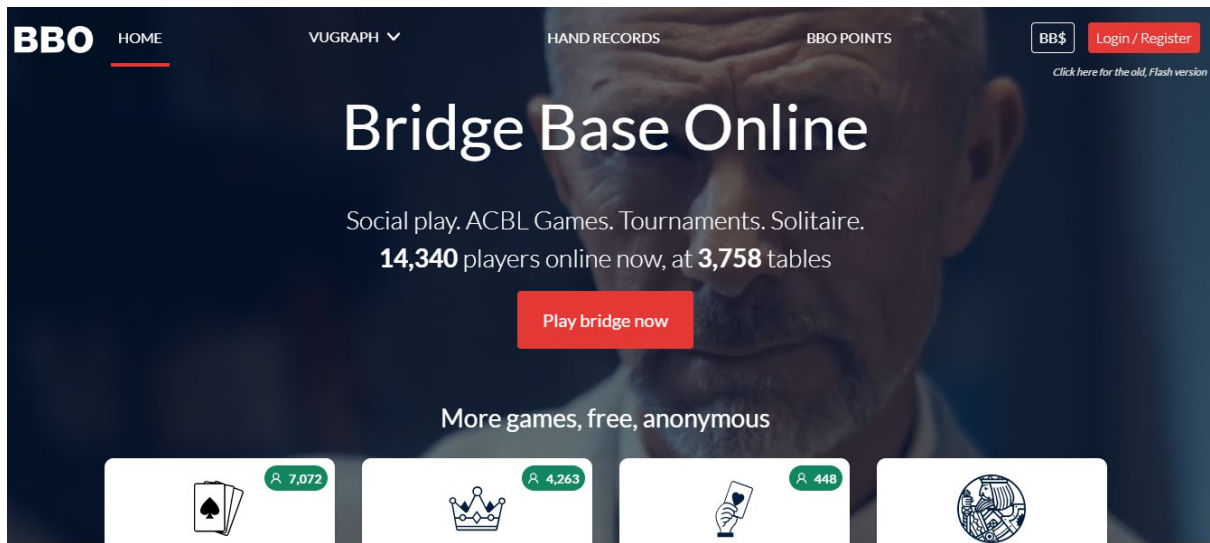 BBO
HOME
VUGRAPH
HAND RECORDS
BBO POINTS
BB$
Login / Register
Click here for the old, Flash version
Bridge Base Online
Social play. ACBL Games. Tournaments. Solitaire.
14,340 players online now, at 3,758 tables
Play bridge now
More games, free, anonymous
7,072
4,263
448